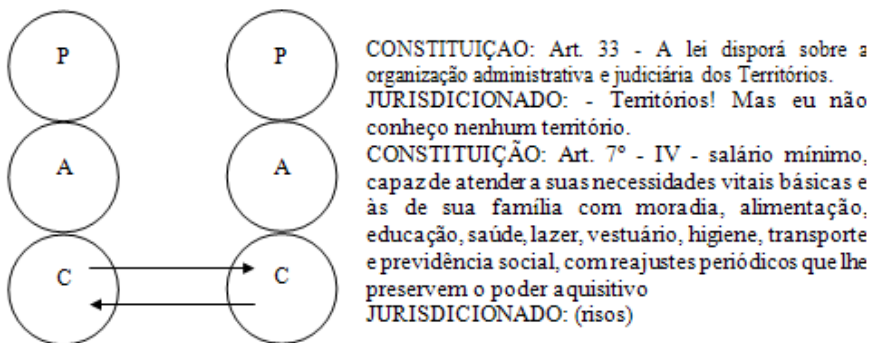 P
P
A
A
C
C
CONSTITUIÇAO: Art. 33 - A lei disporá sobre a
organização administrativa e judiciária dos Territórios.
JURISDICIONADO: - Territórios! Mas eu não
conheço nenhum território.
CONSTITUIÇÃO: Art. 7º - IV - salário mínimo,
capaz de atender a suas necessidades vitais básicas e
às de sua família com moradia, alimentação,
educação, saúde, lazer, vestuário, higiene, transporte
e previdência social, com reajustes periódicos que lhe
preservem o poder aquisitivo
JURISDICIONADO: (risos)